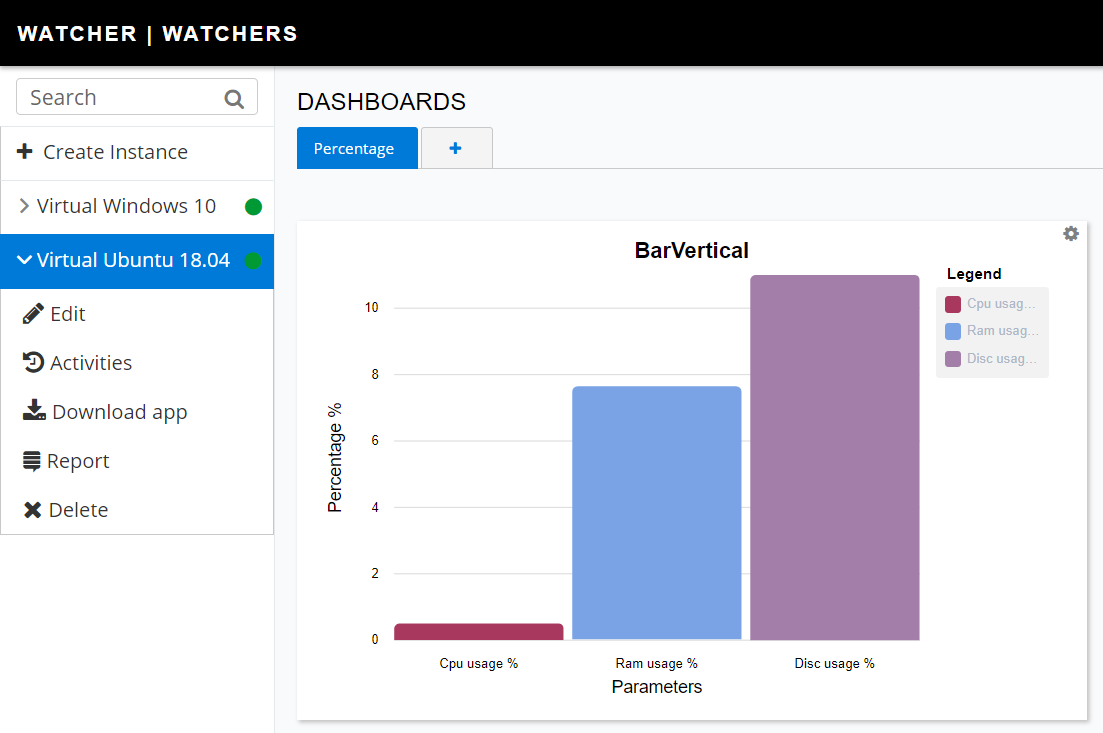 WATCHER | WATCHERS
Search
Create Instance
Virtual Windows 10
Virtual Ubuntu 18.04
Edit
Activities
Download app
Report
Delete
DASHBOARDS
Percentage
+
BarVertical
Percentage %
10
8
6
4
2
0
Cpu usage %
Ram usage %
Disc usage %
Parameters
Legend
Cpu usag...
Ram usag...
Disc usag...